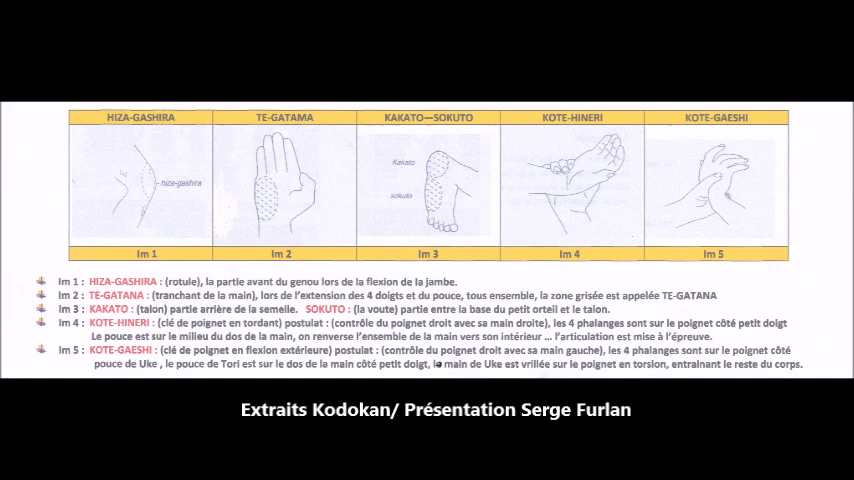 HIZA-GASHIRA TE-GATAMA KAKATO—SOKUTO KOTE-HINERI KOTE-GAESHI
hiza-gashira
Kakato
sokuto
Im 1 Im 2 Im 3 Im 4 Im 5
Im 1 : HIZA-GASHIRA : (rotule), la partie avant du genou lors de la flexion de la jambe.
Im 2 : TE-GATANA : (tranchant de la main), lors de l'extension des 4 doigts et du pouce, tous ensemble, la zone grisée est appelée TE-GATANA
Im 3 : KAKATO : (talon) partie arrière de la semelle. SOKUTO : (la voute) partie entre la base du petit orteil et le talon.
Im 4 : KOTE-HINERI : (clé de poignet en tordant) postulat : (contrôle du poignet droit avec sa main droite), les 4 phalanges sont sur le poignet côté petit doigt
Le pouce est sur le milieu du dos de la main, on renverse l'ensemble de la main vers son intérieur ... l'articulation est mise à l'épreuve.
Im 5 : KOTE-GAESHI : (clé de poignet en flexion extérieure) postulat : (contrôle du poignet droit avec sa main gauche), les 4 phalanges sont sur le poignet côté
pouce de Uke , le pouce de Tori est sur le dos de la main côté petit doigt, la main de Uke est vrillée sur le poignet en torsion, entrainant le reste du corps.
Extraits Kodokan/ Présentation Serge Furlan